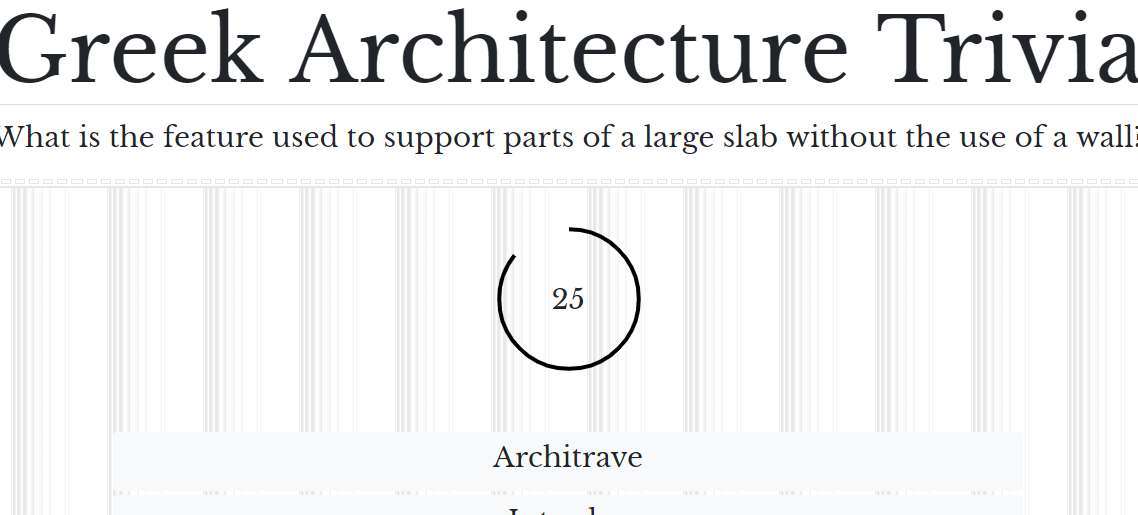 Greek Architecture Trivia
What is the feature used to support parts of a large slab without the use of a wall?
25
Architrave